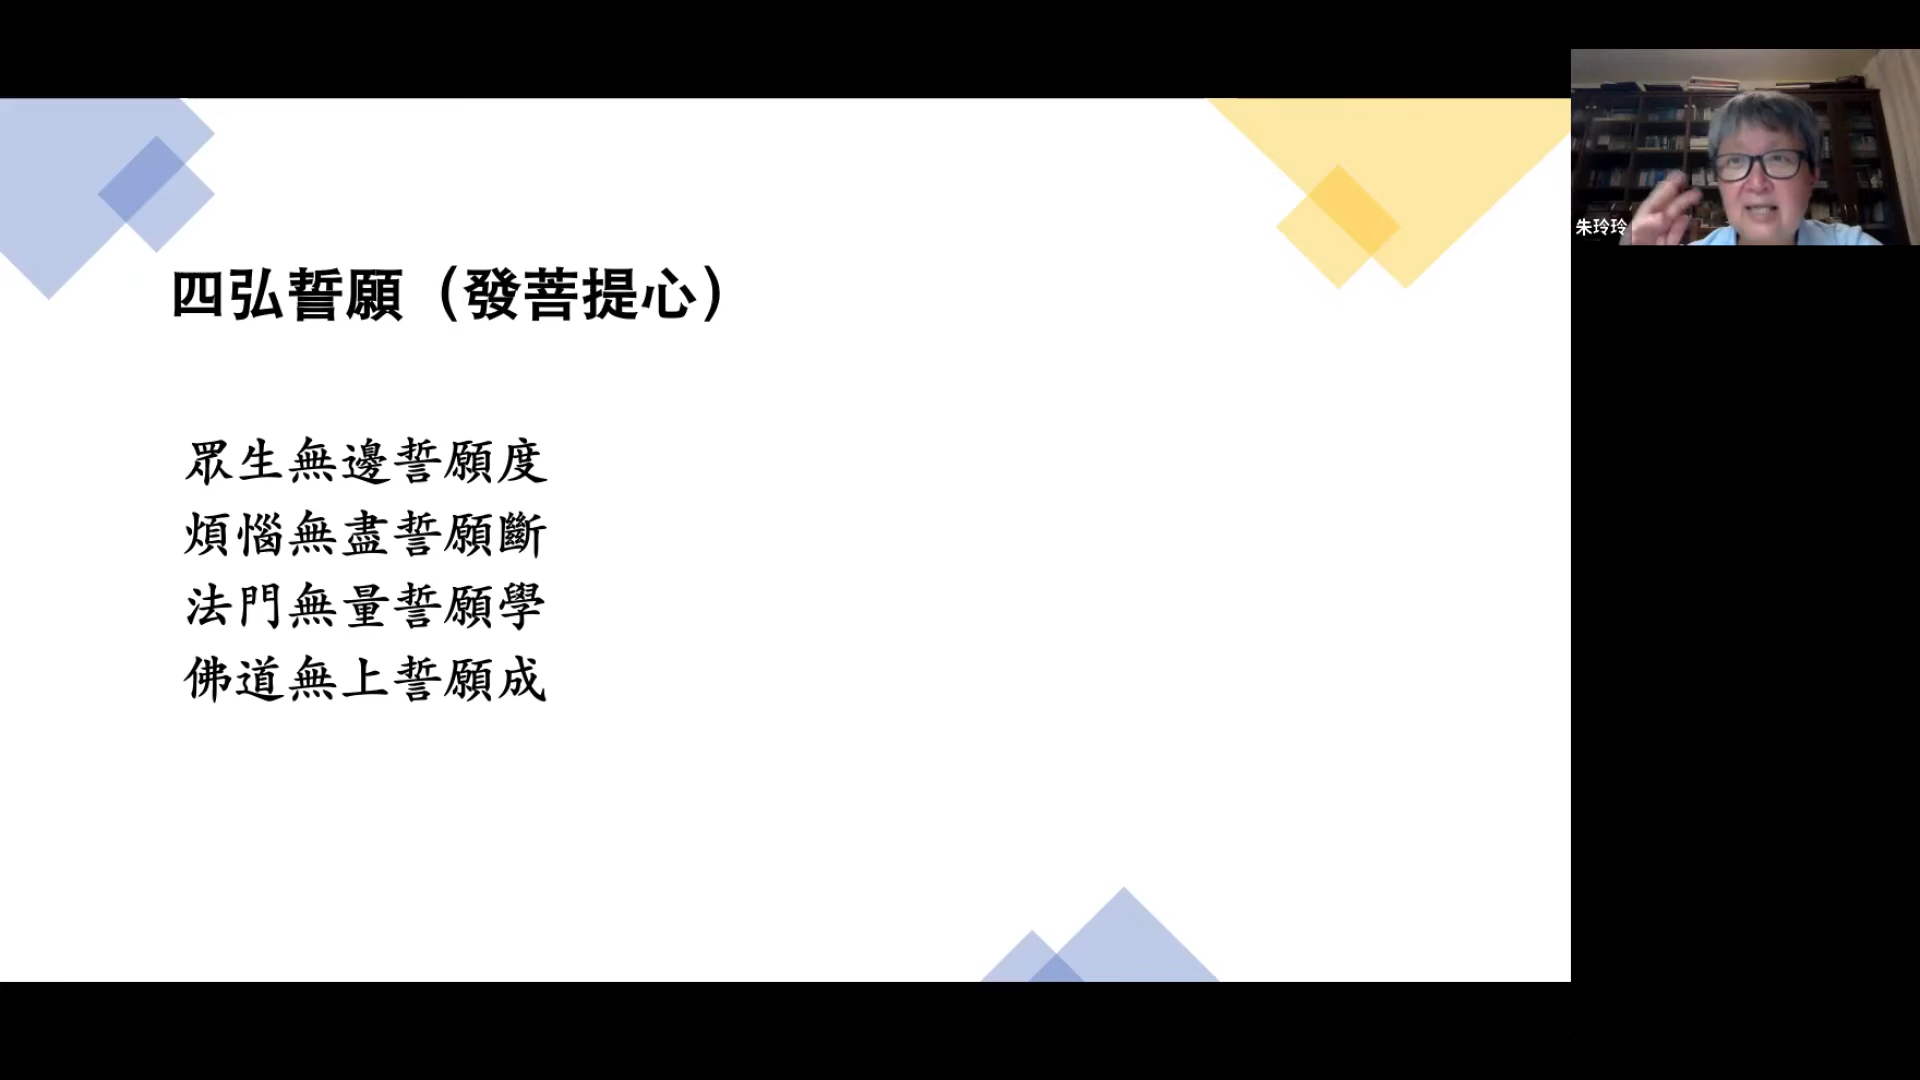 四弘誓願（發菩提心）
眾生無邊誓願度
煩惱無盡誓願斷
法門無量誓願學
佛道無上誓願成
朱玲玲